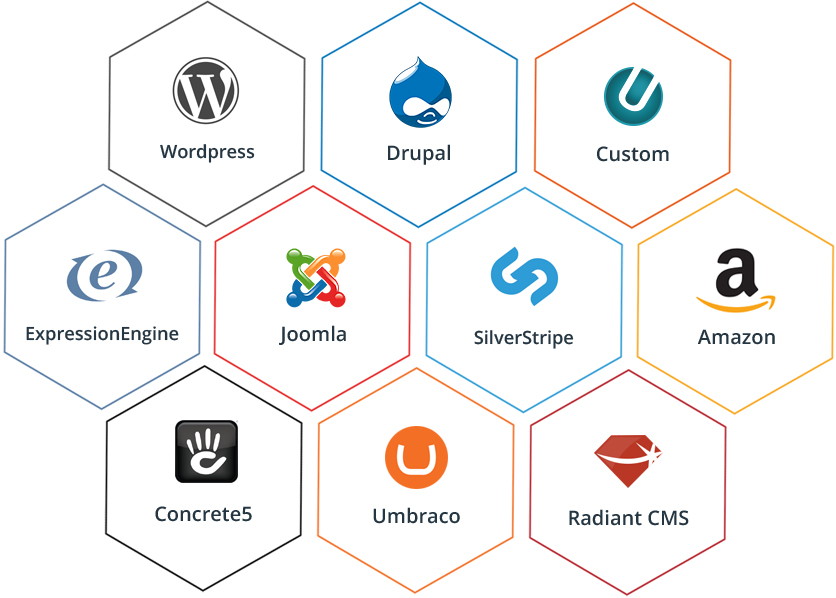 Wordpress
Drupal
Custom
ExpressionEngine
Joomla
SilverStripe
Amazon
Concrete5
Umbraco
Radiant CMS